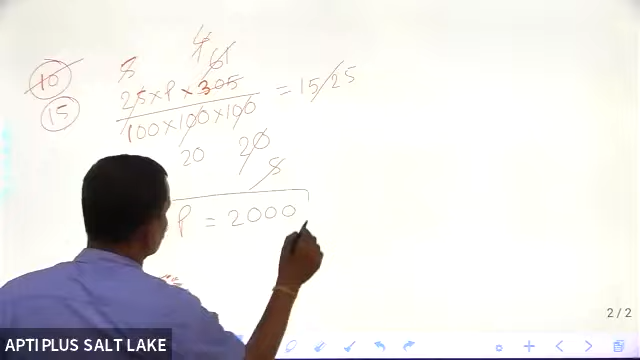 10
15
8 4 61
25 × P × 305
100 × 100 × 100 = 15/25
20 20
8
P = 2000
2/2
APTI PLUS SALT LAKE